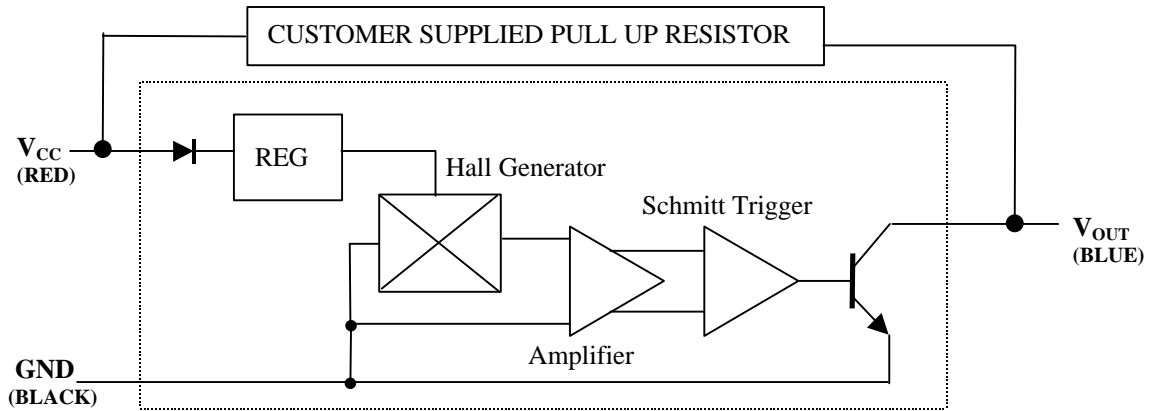 CUSTOMER SUPPLIED PULL UP RESISTOR
VCC
(RED)
REG
Hall Generator
Schmitt Trigger
VOUT
(BLUE)
Amplifier
GND
(BLACK)